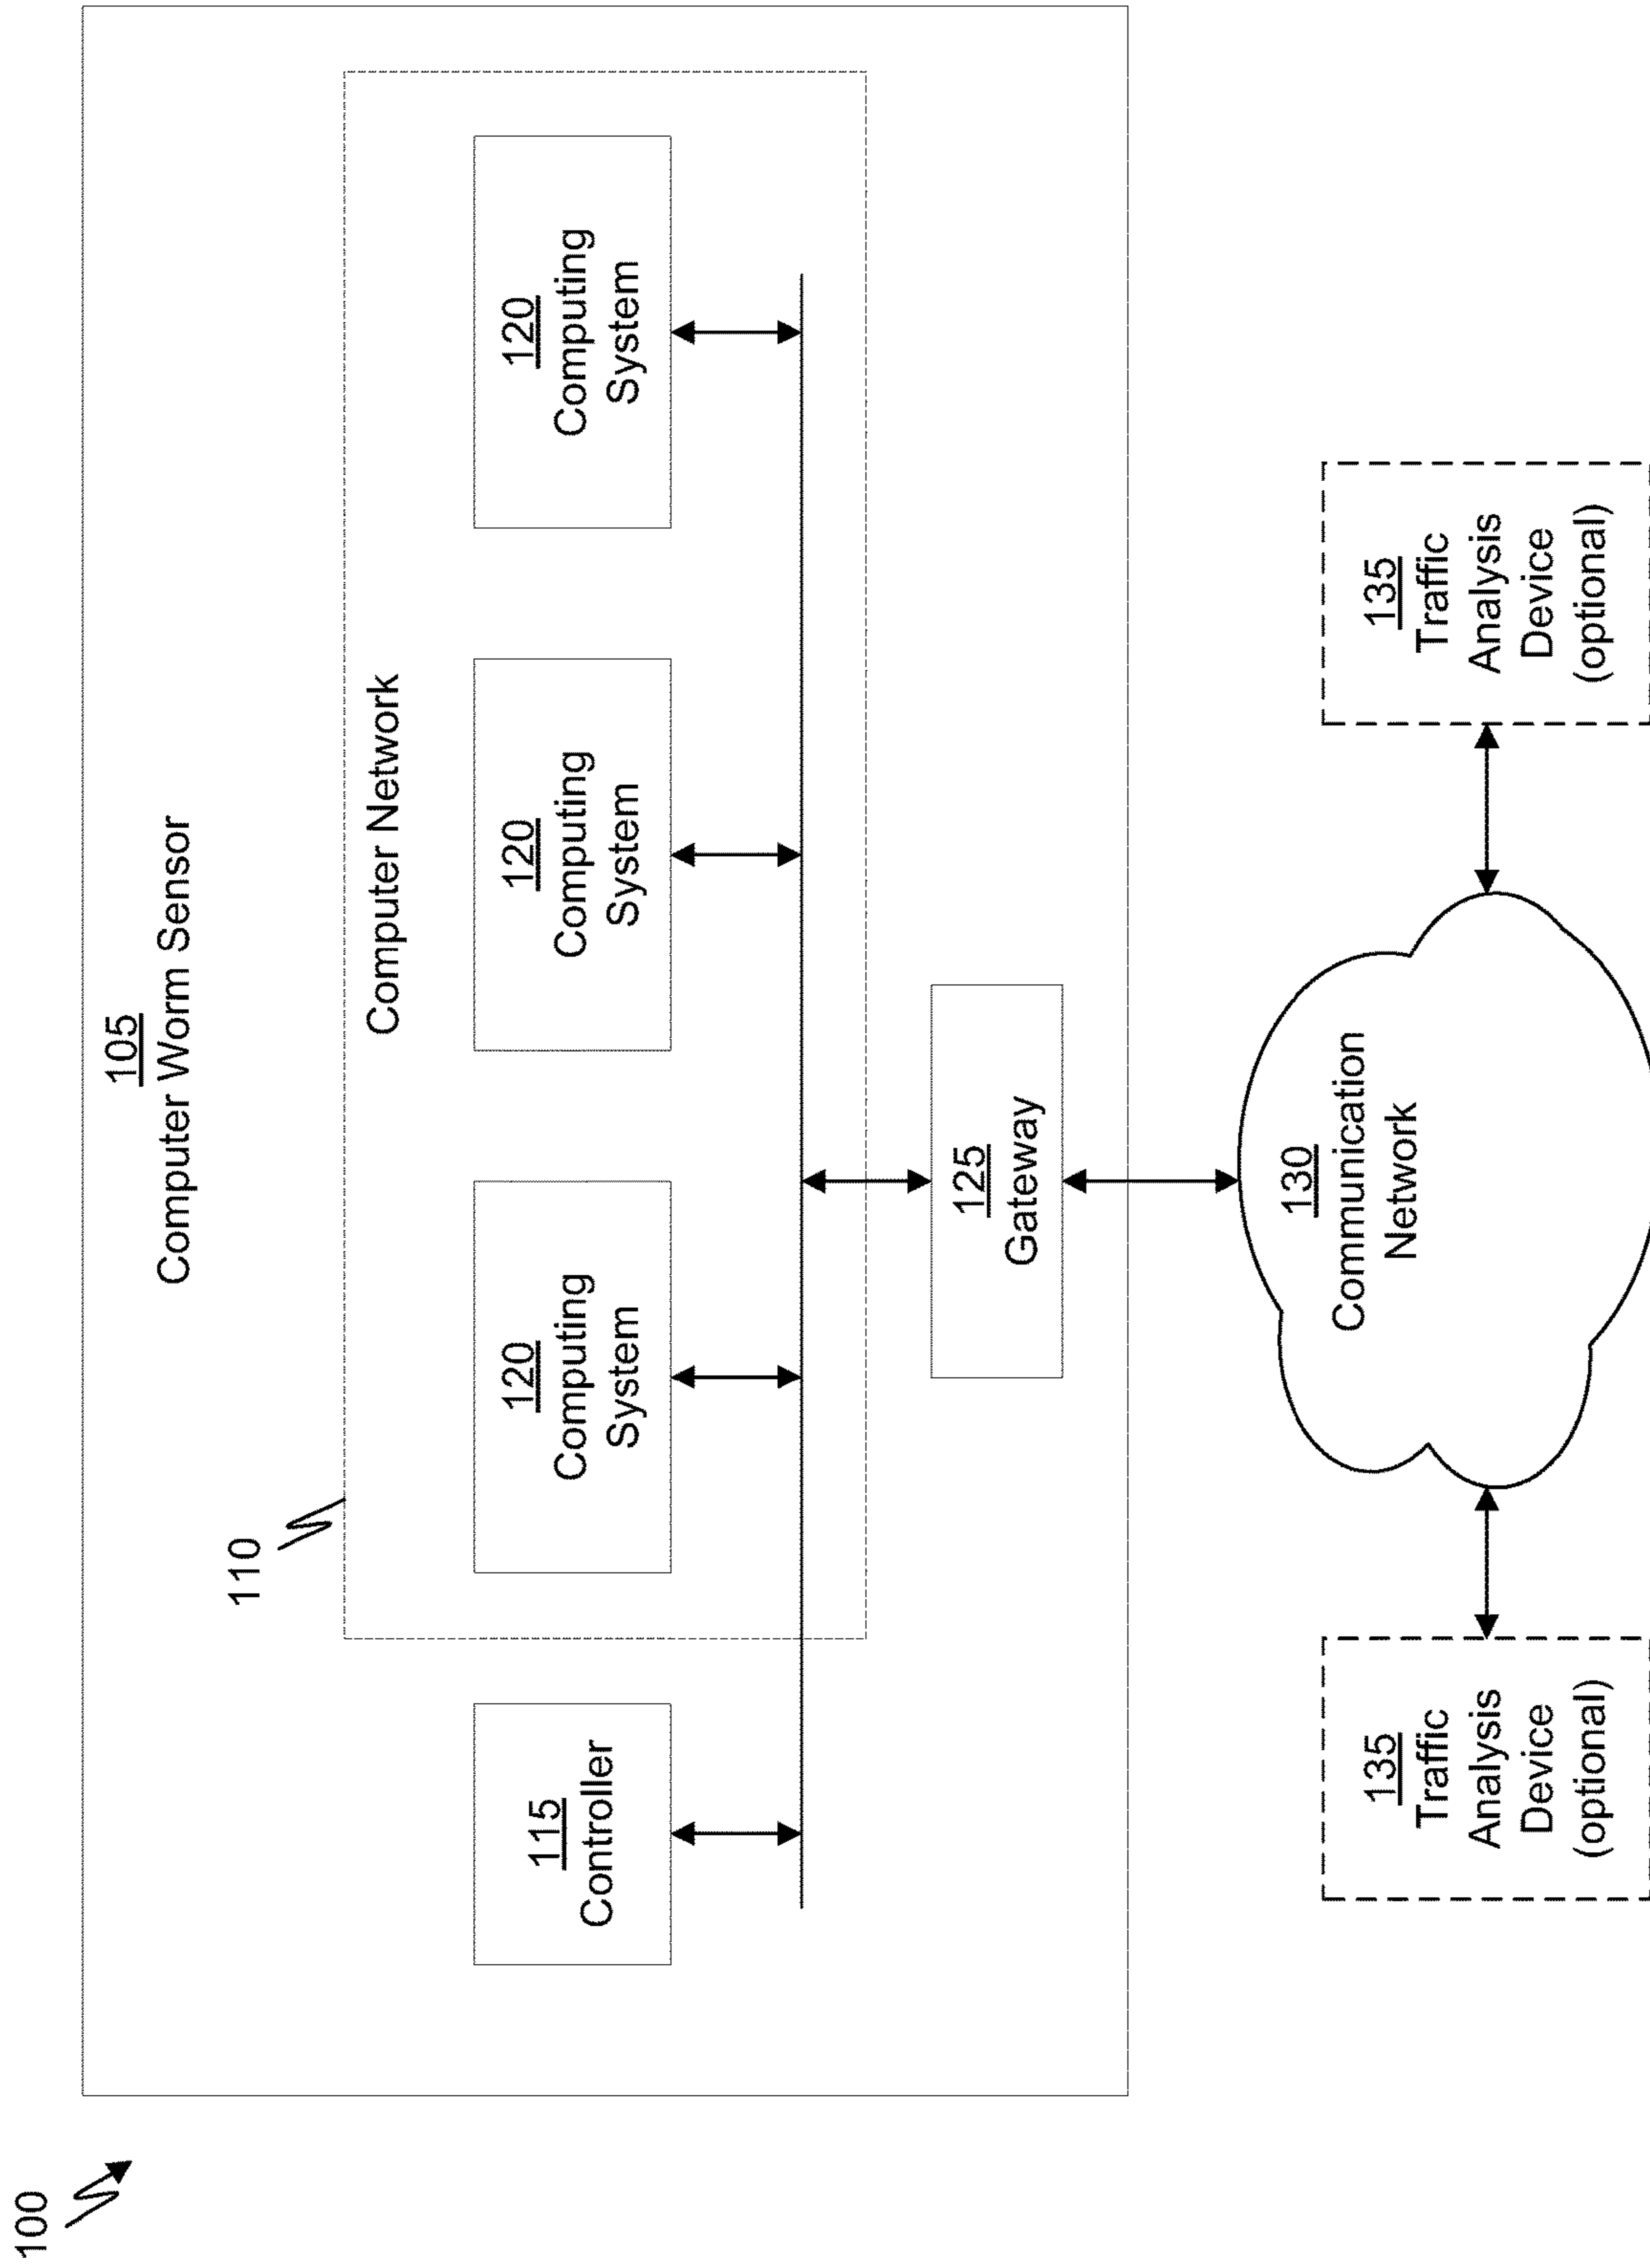 100
105
Computer Worm Sensor
110
Computer Network
115
Controller
120
Computing
System
120
Computing
System
120
Computing
System
125
Gateway
130
Communication
Network
135
Traffic
Analysis
Device
(optional)
135
Traffic
Analysis
Device
(optional)